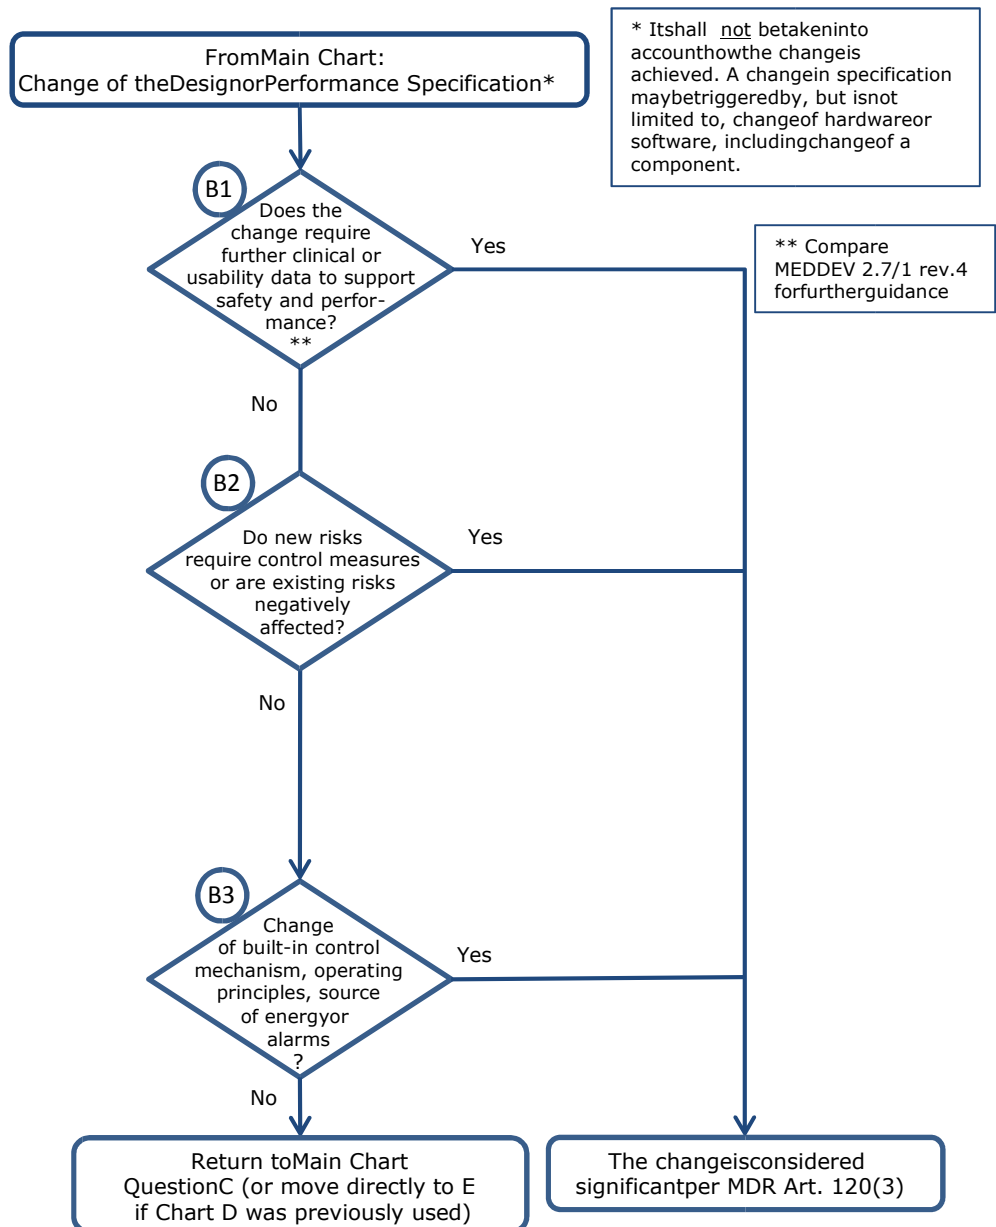 FromMain Chart:
Change of theDesignorPerformance Specification*
* Itshall not betakeninto
accounthowthe changeis
achieved. A changein specification
maybetriggeredby, but isnot
limited to, changeof hardwareor
software, includingchangeof a
component.
B1
Does the
change require
further clinical or
usability data to support
safety and perfor-
mance?
**
Yes
** Compare
MEDDEV 2.7/1 rev.4
forfurtherguidance
No
B2
Do new risks
require control measures
or are existing risks
negatively
affected?
Yes
No
B3
Change
of built-in control
mechanism, operating
principles, source
of energyor
alarms
?
Yes
No
Return toMain Chart
QuestionC (or move directly to E
if Chart D was previously used)
The changeisconsidered
significantper MDR Art. 120(3)